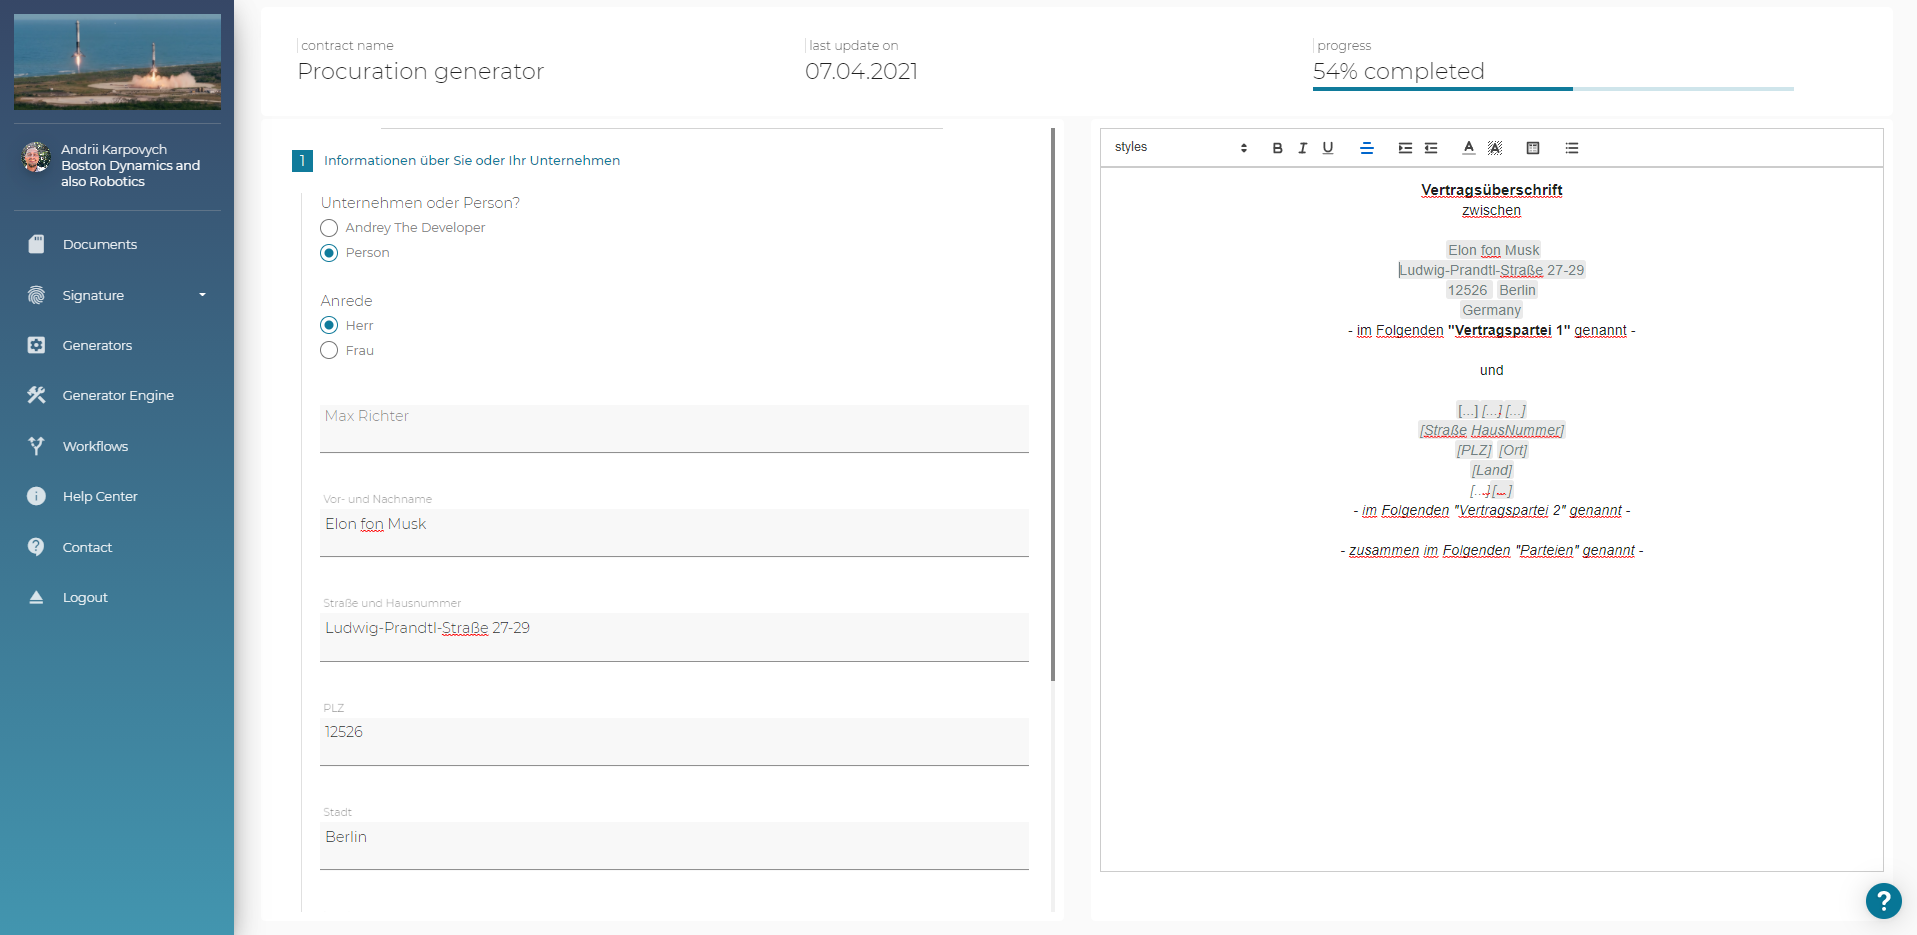 Andrii Karpovych
Boston Dynamics and
also Robotics
Documents
Signature
Generators
Generator Engine
Workflows
Help Center
Contact
Logout
contract name
Procuration generator
last update on
07.04.2021
progress
54% completed
1 Informationen über Sie oder Ihr Unternehmen
Unternehmen oder Person?
Andrey The Developer
Person
Anrede
Herr
Frau
Max Richter
Vor- und Nachname
Elon fon Musk
Straße und Hausnummer
Ludwig-Prandtl-Straße 27-29
PLZ
12526
Stadt
Berlin
styles
B I U A A
Vertragsüberschrift
zwischen
Elon fon Musk
Ludwig-Prandtl-Straße 27-29
12526 Berlin
Germany
- im Folgenden "Vertragspartei 1" genannt -
und
[...] [...] [...]
[Straße HausNummer]
[PLZ] [Ort]
[Land]
[...] [...]
- im Folgenden "Vertragspartei 2" genannt -
- zusammen im Folgenden "Parteien" genannt -
?